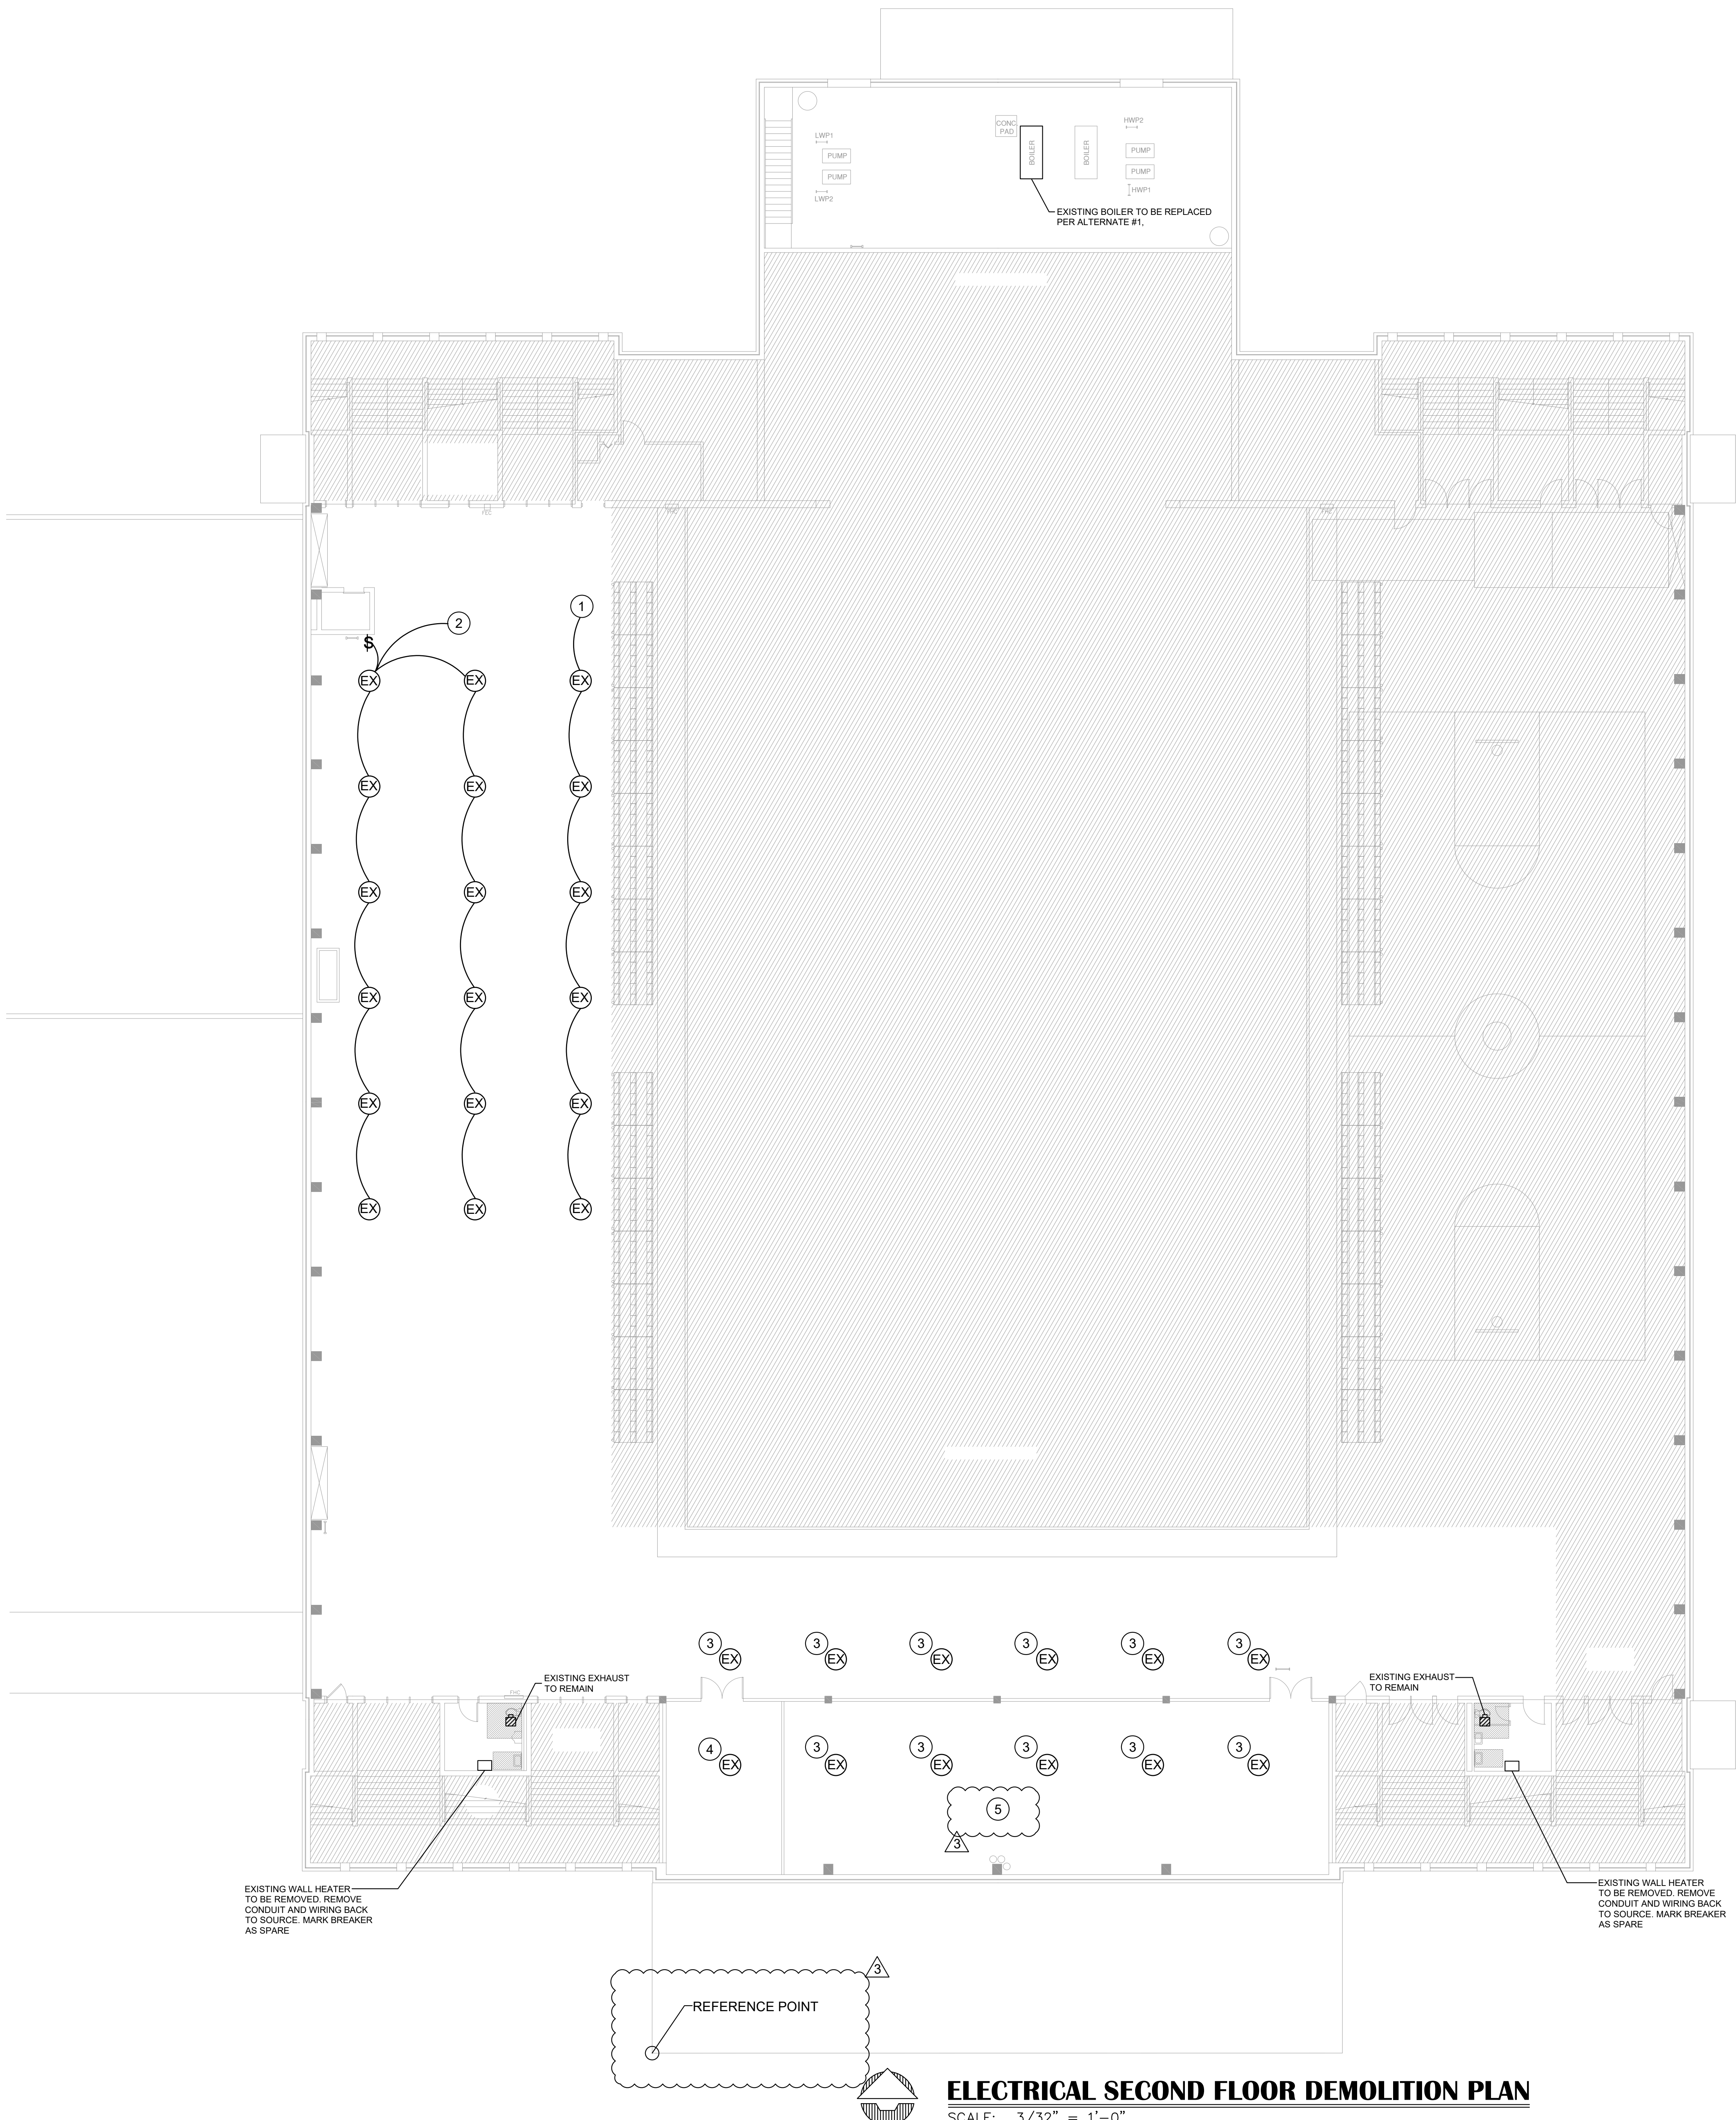 LWP1
PUMP
PUMP
LWP2
CONC
PAD
BOILER
BOILER
HWP2
PUMP
PUMP
HWP1
EXISTING BOILER TO BE REPLACED
PER ALTERNATE #1,
FEC
FHC
FHC
1
2
$
EX EX EX
EX EX EX
EX EX EX
EX EX EX
EX EX EX
EX EX EX
3 3 3 3 3 3
EX EX EX EX EX EX
EXISTING EXHAUST
TO REMAIN
FHC
EXISTING EXHAUST
TO REMAIN
4 3 3 3 3 3
EX EX EX EX EX EX
5
3
EXISTING WALL HEATER
TO BE REMOVED. REMOVE
CONDUIT AND WIRING BACK
TO SOURCE. MARK BREAKER
AS SPARE
EXISTING WALL HEATER
TO BE REMOVED. REMOVE
CONDUIT AND WIRING BACK
TO SOURCE. MARK BREAKER
AS SPARE
3
REFERENCE POINT
ELECTRICAL SECOND FLOOR DEMOLITION PLAN
SCALE: 3/32" = 1'-0"